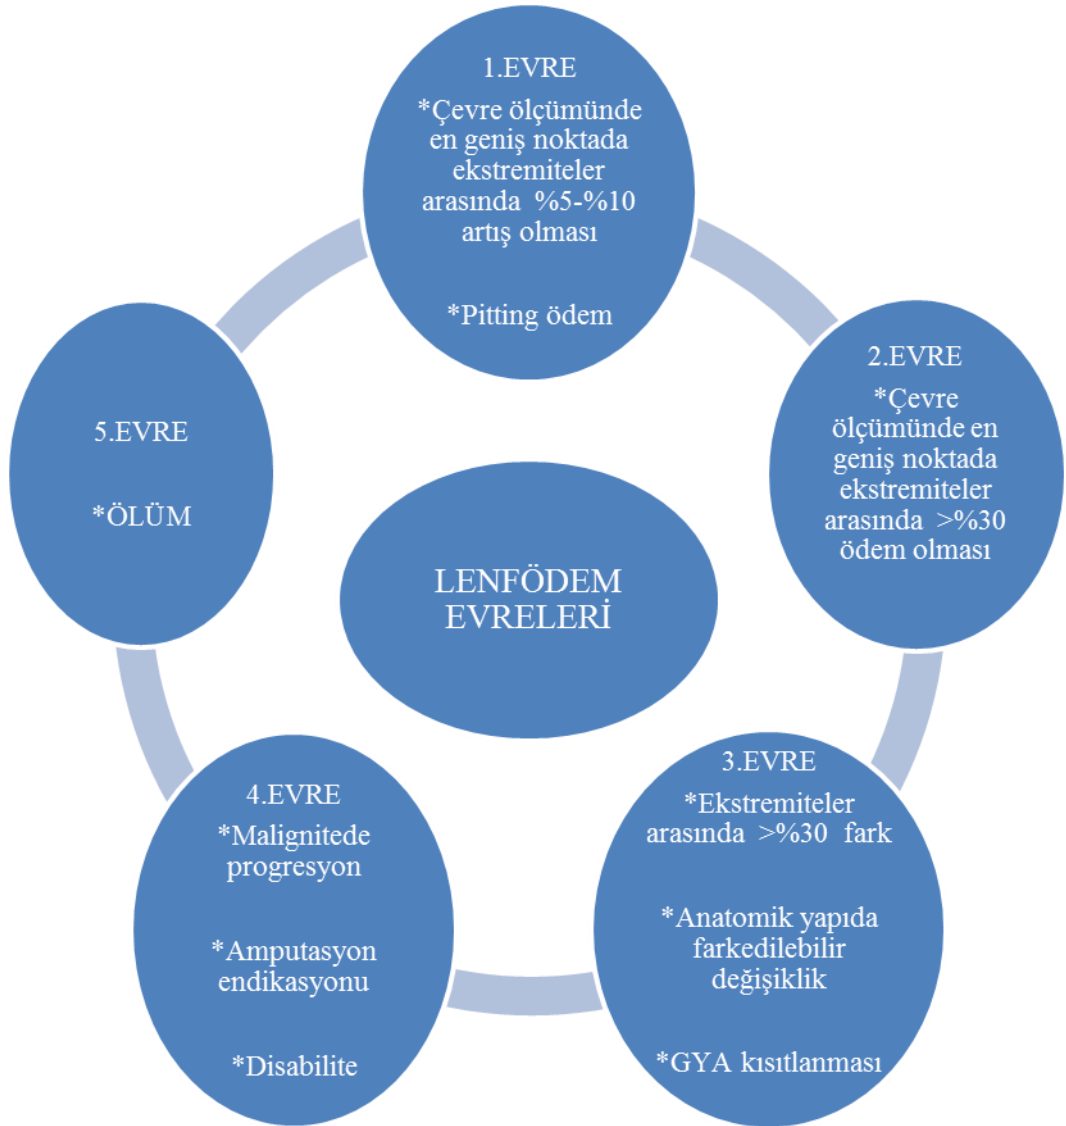 1.EVRE
*Çevre ölçümünde
en geniş noktada
ekstremiteler
arasında %5-%10
artış olması
*Pitting ödem
2.EVRE
*Çevre
ölçümünde en
geniş noktada
ekstremiteler
arasında >%30
ödem olması
3.EVRE
*Ekstremiteler
arasında >%30 fark
*Anatomik yapıda
farkedilebilir
değişiklik
*GYA kısıtlanması
4.EVRE
*Malignitede
progresyon
*Amputasyon
endikasyonu
*Disabilite
5.EVRE
*ÖLÜM
LENFÖDEM
EVRELERİ